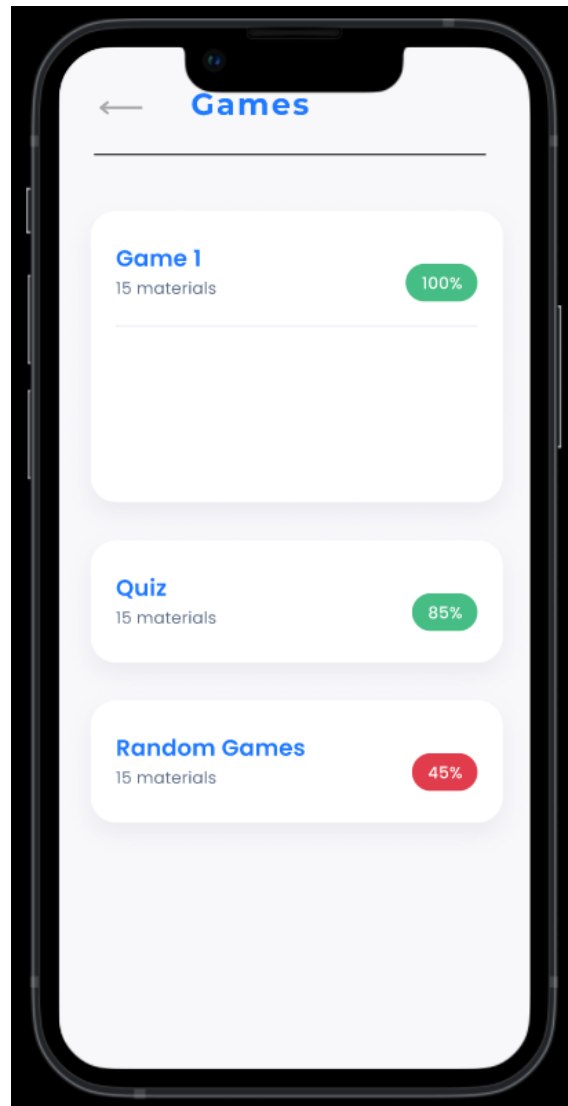 Games
Game 1
15 materials
100%
Quiz
15 materials
85%
Random Games
15 materials
45%